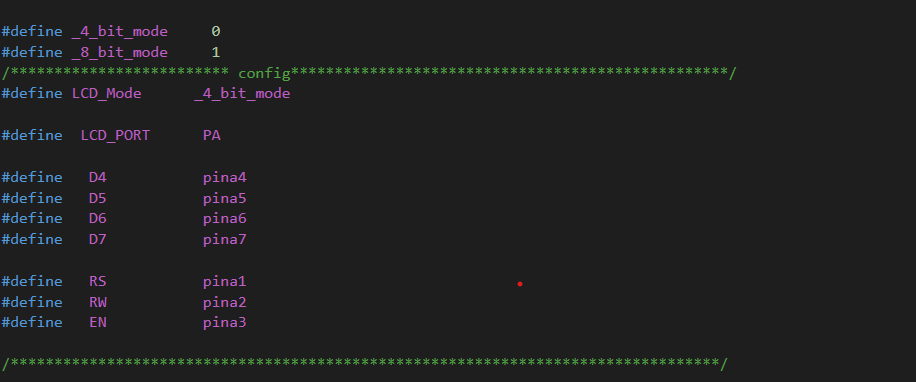 #define _4_bit_mode     0
#define _8_bit_mode     1
/************************* config**************************************************/
#define LCD_Mode      _4_bit_mode
#define  LCD_PORT      PA
#define   D4           pina4
#define   D5           pina5
#define   D6           pina6
#define   D7           pina7
#define   RS           pina1
#define   RW           pina2
#define   EN           pina3
/*********************************************************************************/